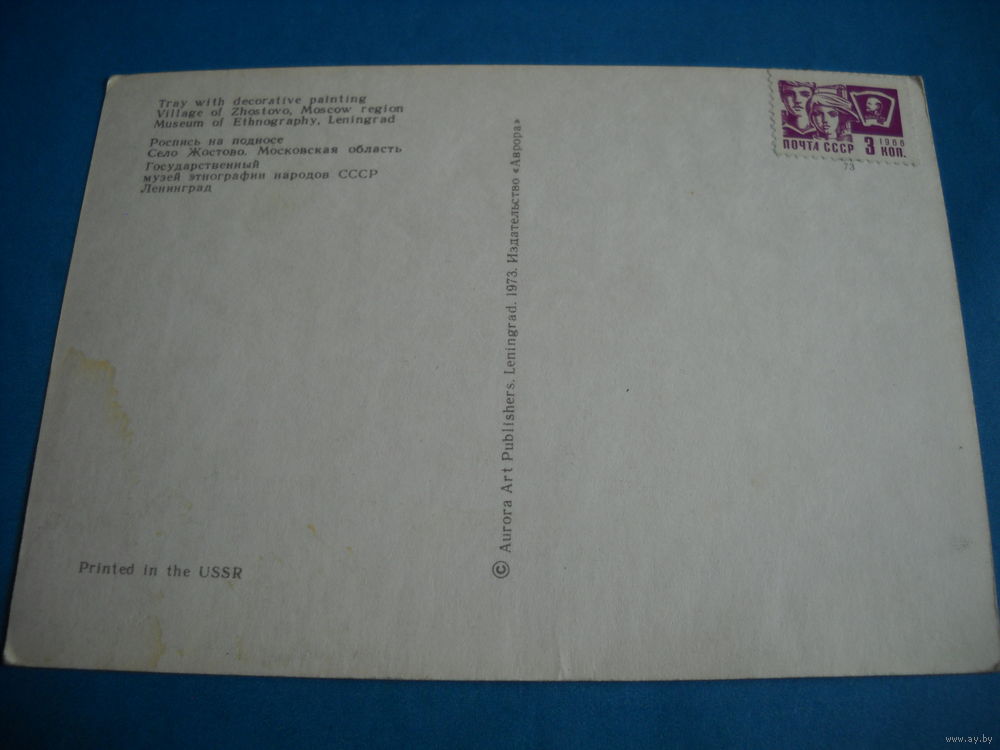 Tray with decorative painting
Village of Zhostovo, Moscow region
Museum of Ethnography, Leningrad
Роспись на подносе
Село Жостово. Московская область
Государственный
музей этнографии народов СССР
Ленинград
ПОЧТА СССР 3 1966 КОП.
73
© Aurora Art Publishers. Leningrad. 1973. Издательство «Аврора»
Printed in the USSR
www.ay.by